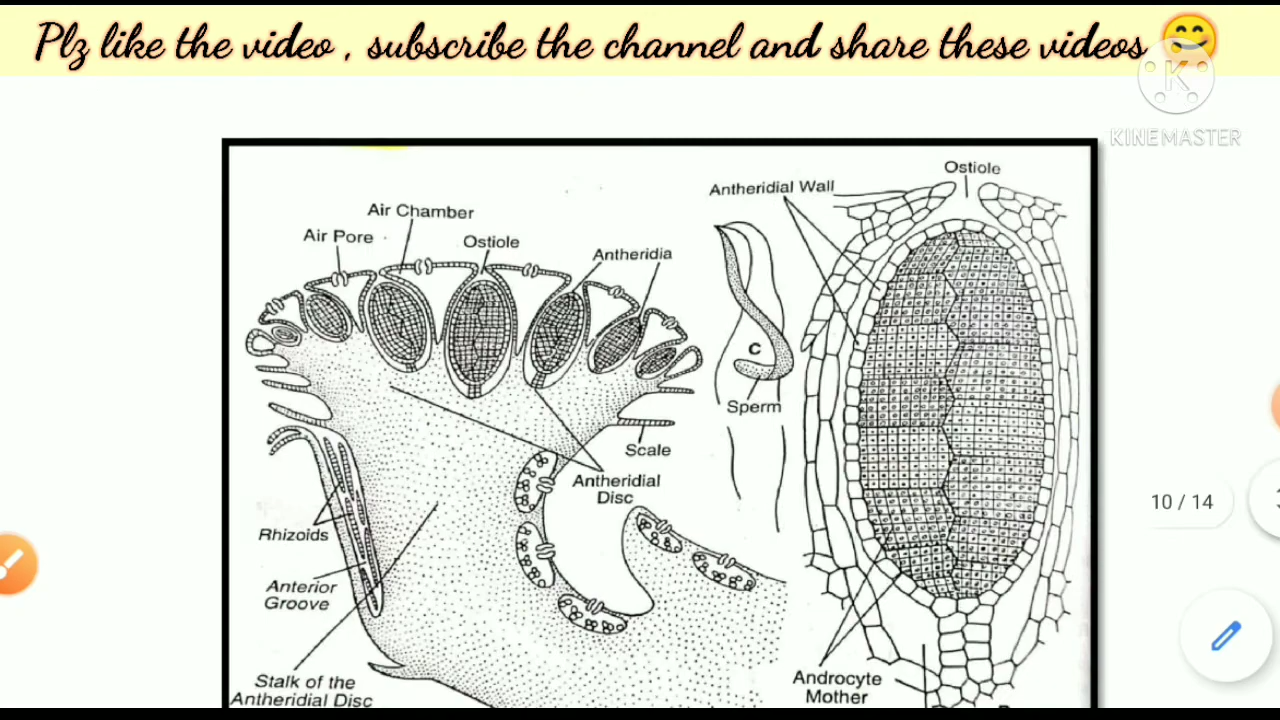 Plz like the video , subscribe the channel and share these videos
K
KINEMASTER
Ostiole
Antheridial Wall
Air Chamber
Air Pore
Ostiole
Antheridia
C
Sperm
Scale
Antheridial
Disc
10 / 14
Rhizoids
Anterior
Groove
Stalk of the
Antheridial Disc
Androcyte
Mother